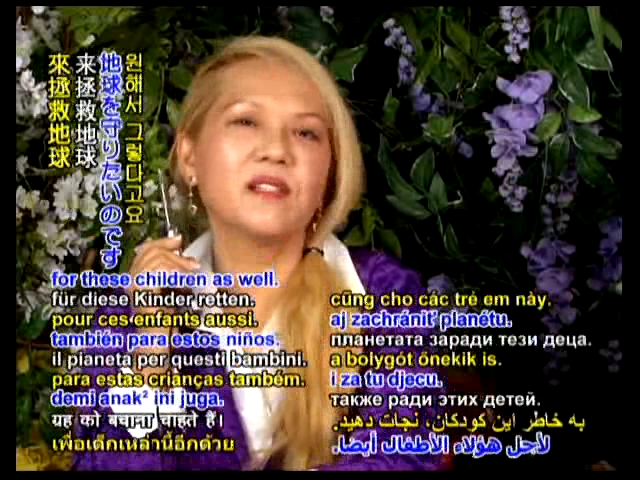 원해서 그렇다고요
地球を守りたいのです
来拯救地球
來拯救地球
for these children as well.
für diese Kinder retten.
pour ces enfants aussi.
también para estos niños.
il pianeta per questi bambini.
para estas crianças também.
demi anak² ini juga.
ग्रह को बचाना चाहते हैं।
เพื่อเด็กเหล่านี้อีกด้วย
cũng cho các trẻ em này.
aj zachrániť planétu.
планетата заради тези деца.
a bolygót őnekik is.
i za tu djecu.
также ради этих детей.
به خاطر این کودکان، نجات دهید.
لأجل هؤلاء الأطفال أيضا.